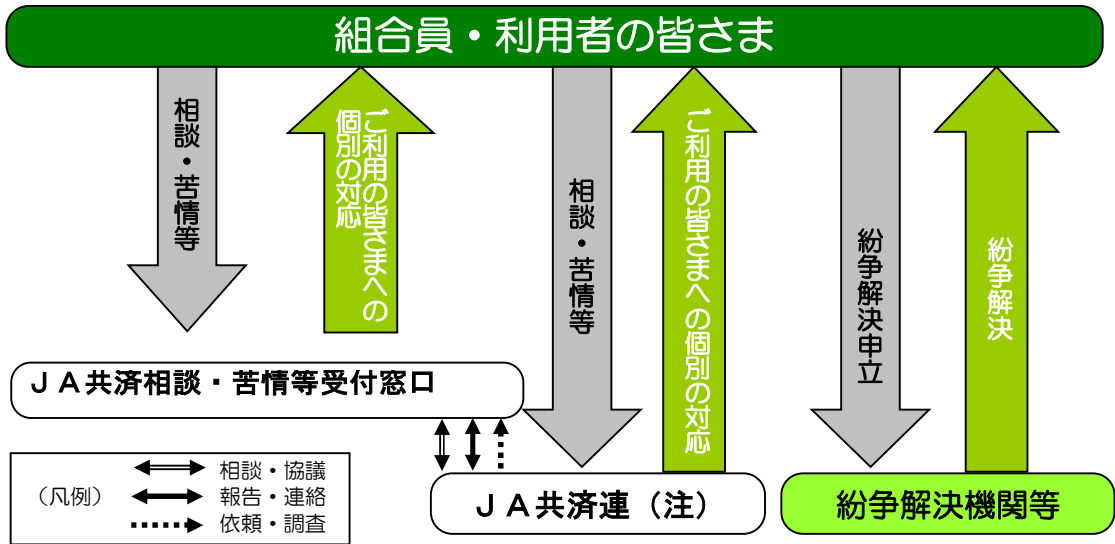 組合員・利用者の皆さま
相談・苦情等
ご利用の皆さまへの
個別の対応
相談・苦情等
ご利用の皆さまへの個別の対応
紛争解決申立
紛争解決
ＪＡ共済相談・苦情等受付窓口
ＪＡ共済連（注）
紛争解決機関等
（凡例）
相談・協議
報告・連絡
依頼・調査